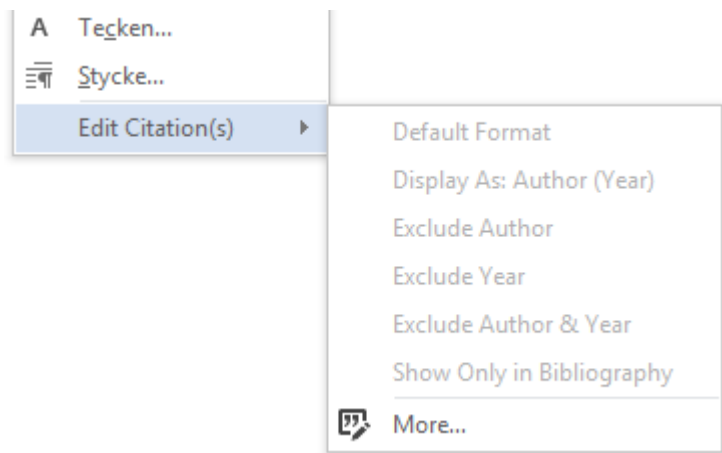 Tecken...
Stycke...
Edit Citation(s)
Default Format
Display As: Author (Year)
Exclude Author
Exclude Year
Exclude Author & Year
Show Only in Bibliography
More...